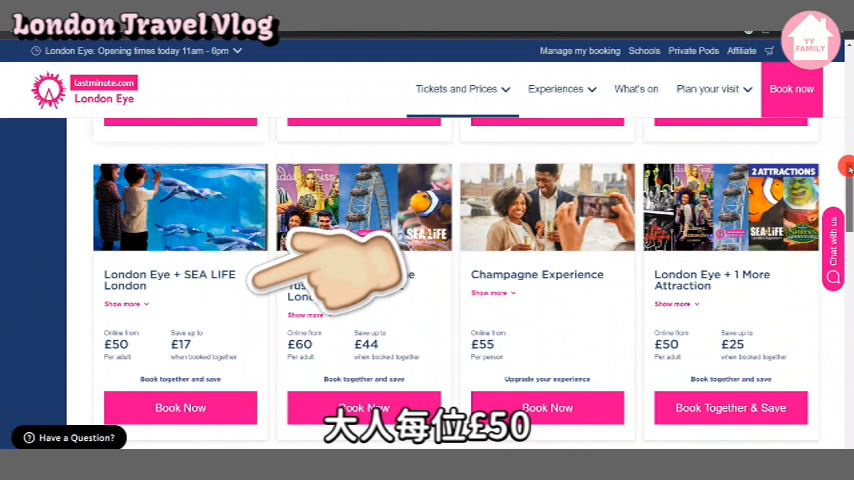 London Travel Vlog
YY
FAMILY
London Eye: Opening times today 11am - 6pm
Manage my booking
Schools
Private Pods
Affiliate
lastminute.com
London Eye
Tickets and Prices
Experiences
What's on
Plan your visit
Book now
SEA LiFE
2 ATTRACTIONS
SEA LiFE
SHREK'S
ADVENTURE!
Chat with us
London Eye + SEA LIFE
London
Show more
Online from
£50
Per adult
Save up to
£17
when booked together
Book together and save
Book Now
Show more
Online from
£60
Per adult
Save up to
£44
when booked together
Book together and save
Book Now
Champagne Experience
Show more
Online from
£55
Per person
Upgrade your experience
Book Now
London Eye + 1 More
Attraction
Show more
Online from
£50
Per adult
Save up to
£25
when booked together
Book together and save
Book Together & Save
大人每位£50
Have a Question?